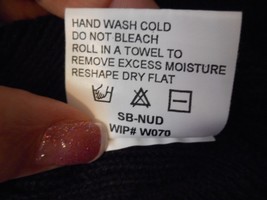 HAND WASH COLD
DO NOT BLEACH
ROLL IN A TOWEL TO
REMOVE EXCESS MOISTURE
RESHAPE DRY FLAT
SB-NUD
WIP# W070